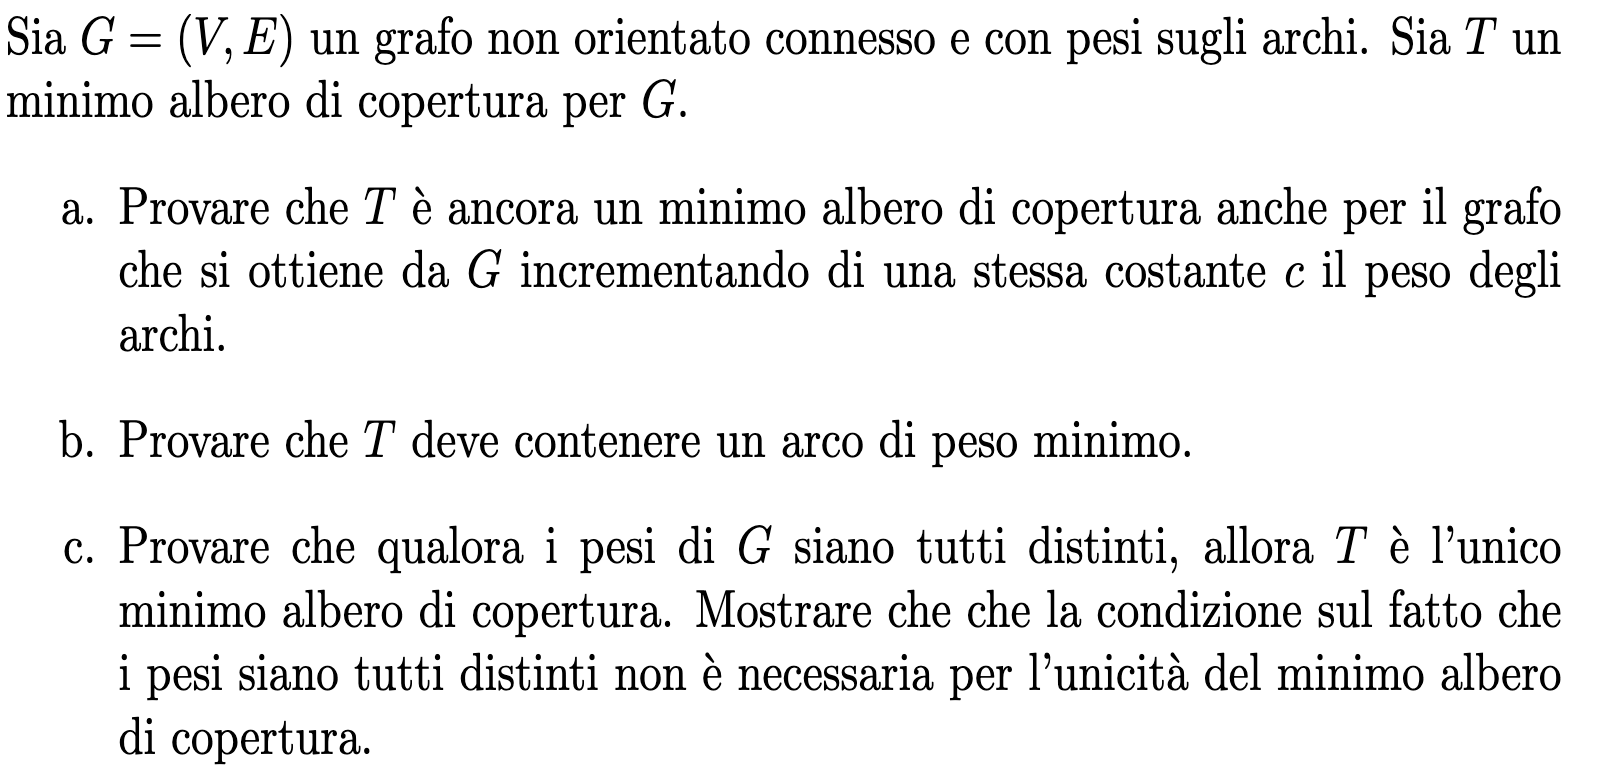 Sia G = (V, E) un grafo non orientato connesso e con pesi sugli archi. Sia T un
minimo albero di copertura per G.
a. Provare che T è ancora un minimo albero di copertura anche per il grafo
che si ottiene da G incrementando di una stessa costante c il peso degli
archi.
b. Provare che T deve contenere un arco di peso minimo.
c. Provare che qualora i pesi di G siano tutti distinti, allora T è l'unico
minimo albero di copertura. Mostrare che che la condizione sul fatto che
i pesi siano tutti distinti non è necessaria per l'unicità del minimo albero
di copertura.